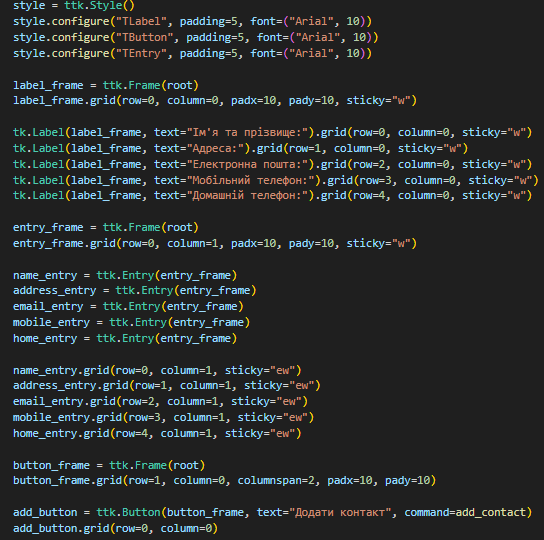 style = ttk.Style()
style.configure("TLabel", padding=5, font=("Arial", 10))
style.configure("TButton", padding=5, font=("Arial", 10))
style.configure("TEntry", padding=5, font=("Arial", 10))

label_frame = ttk.Frame(root)
label_frame.grid(row=0, column=0, padx=10, pady=10, sticky="w")

tk.Label(label_frame, text="Ім'я та прізвище:").grid(row=0, column=0, sticky="w")
tk.Label(label_frame, text="Адреса:").grid(row=1, column=0, sticky="w")
tk.Label(label_frame, text="Електронна пошта:").grid(row=2, column=0, sticky="w")
tk.Label(label_frame, text="Мобільний телефон:").grid(row=3, column=0, sticky="w")
tk.Label(label_frame, text="Домашній телефон:").grid(row=4, column=0, sticky="w")

entry_frame = ttk.Frame(root)
entry_frame.grid(row=0, column=1, padx=10, pady=10, sticky="w")

name_entry = ttk.Entry(entry_frame)
address_entry = ttk.Entry(entry_frame)
email_entry = ttk.Entry(entry_frame)
mobile_entry = ttk.Entry(entry_frame)
home_entry = ttk.Entry(entry_frame)

name_entry.grid(row=0, column=1, sticky="ew")
address_entry.grid(row=1, column=1, sticky="ew")
email_entry.grid(row=2, column=1, sticky="ew")
mobile_entry.grid(row=3, column=1, sticky="ew")
home_entry.grid(row=4, column=1, sticky="ew")

button_frame = ttk.Frame(root)
button_frame.grid(row=1, column=0, columnspan=2, padx=10, pady=10)

add_button = ttk.Button(button_frame, text="Додати контакт", command=add_contact)
add_button.grid(row=0, column=0)